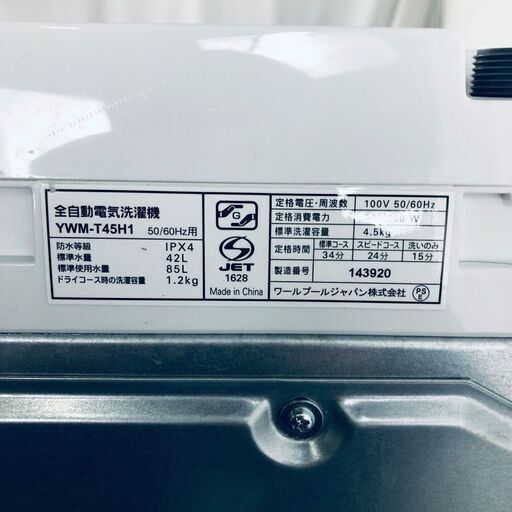 全自動電気洗濯機
YWM-T45H1 50/60Hz用
防水等級 IPX4
標準水量 42L
標準使用水量 85L
ドライコース時の洗濯容量 1.2kg
G
JET
1628
Made in China
定格電圧・周波数 100V 50/60Hz
定格消費電力 W
標準洗濯容量 4.5kg
定格時間 標準コース スピードコース 洗いのみ
34分 24分 15分
製造番号 143920
ワールプールジャパン株式会社 PSE